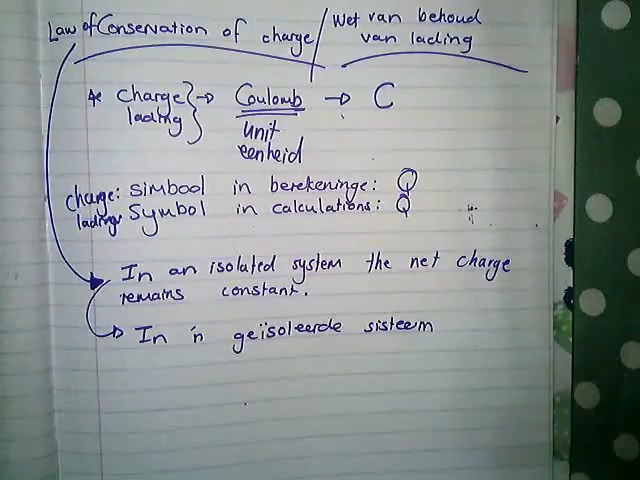 Law of Conservation of charge / Wet van behoud
van lading
* charge } → Coulomb → C
lading
unit
eenheid
charge: simbool in berekeninge: Q
lading: symbol in calculations: Q
In an isolated system the net charge
remains constant.
In 'n geïsoleerde sisteem